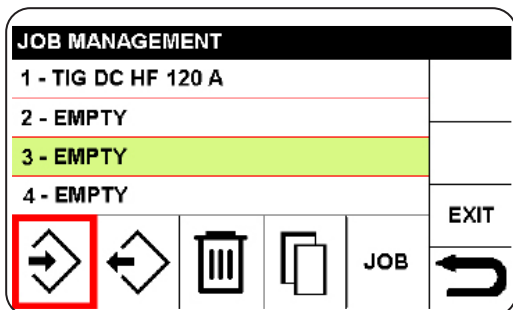 JOB MANAGEMENT
1 - TIG DC HF 120 A
2 - EMPTY
3 - EMPTY
4 - EMPTY
EXIT
JOB